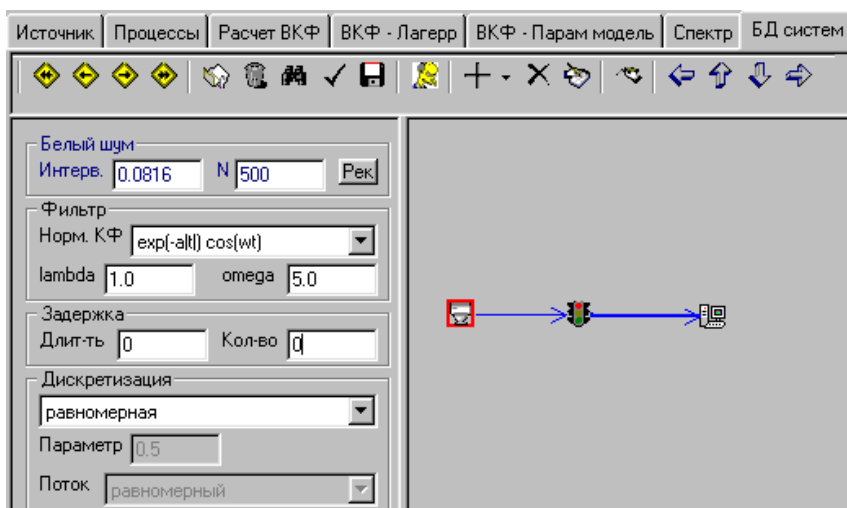 Источник Процессы Расчет ВКФ ВКФ - Лагерр ВКФ - Парам модель Спектр БД систем
Белый шум
Интерв. 0.0816 N 500 Рек
Фильтр
Норм. КФ exp(-a|t|) cos(wt)
lambda 1.0 omega 5.0
Задержка
Длит-ть 0 Кол-во 0
Дискретизация
равномерная
Параметр 0.5
Поток равномерный